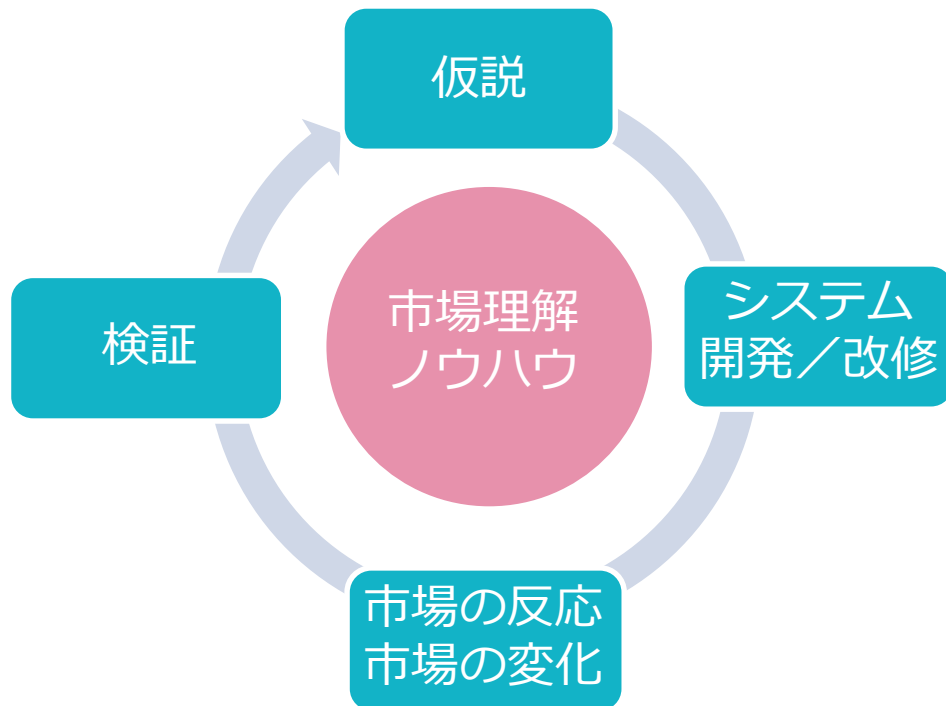 仮説
システム
開発／改修
市場の反応
市場の変化
検証
市場理解
ノウハウ